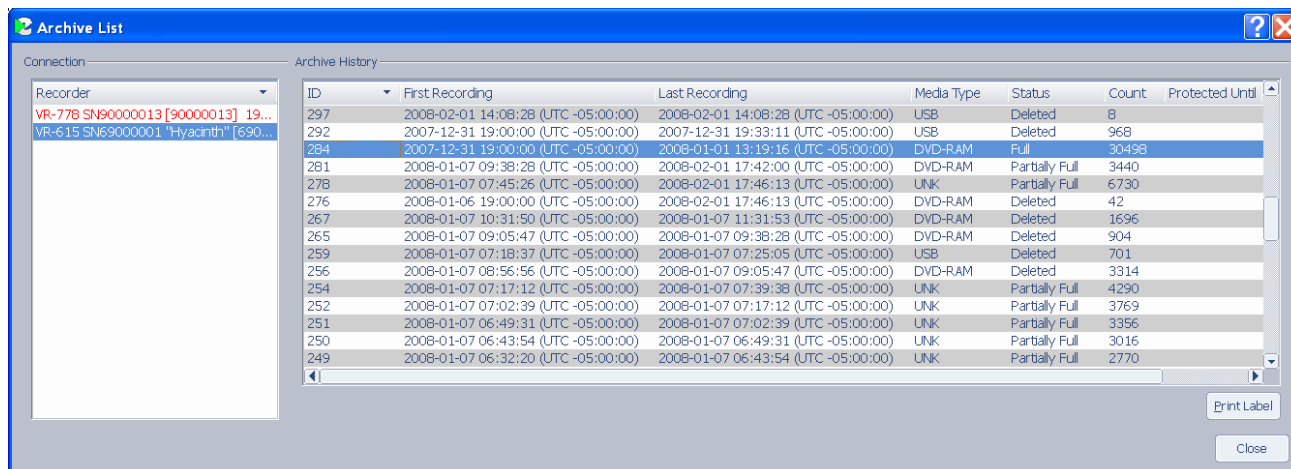 Archive List
Connection
Archive History
Recorder
VR-778 SN90000013 [90000013] 19...
VR-615 SN69000001 "Hyacinth" [690...
ID First Recording Last Recording Media Type Status Count Protected Until
297 2008-02-01 14:08:28 (UTC -05:00:00) 2008-02-01 14:08:28 (UTC -05:00:00) USB Deleted 8
292 2007-12-31 19:00:00 (UTC -05:00:00) 2007-12-31 19:33:11 (UTC -05:00:00) USB Deleted 968
284 2007-12-31 19:00:00 (UTC -05:00:00) 2008-01-01 13:19:16 (UTC -05:00:00) DVD-RAM Full 30498
281 2008-01-07 09:38:28 (UTC -05:00:00) 2008-02-01 17:42:00 (UTC -05:00:00) DVD-RAM Partially Full 3440
278 2008-01-07 07:45:26 (UTC -05:00:00) 2008-02-01 17:46:13 (UTC -05:00:00) UNK Partially Full 6730
276 2008-01-06 19:00:00 (UTC -05:00:00) 2008-02-01 17:46:13 (UTC -05:00:00) DVD-RAM Deleted 42
267 2008-01-07 10:31:50 (UTC -05:00:00) 2008-01-07 11:31:53 (UTC -05:00:00) DVD-RAM Deleted 1696
265 2008-01-07 09:05:47 (UTC -05:00:00) 2008-01-07 09:38:28 (UTC -05:00:00) DVD-RAM Deleted 904
259 2008-01-07 07:18:37 (UTC -05:00:00) 2008-01-07 07:25:05 (UTC -05:00:00) USB Deleted 701
256 2008-01-07 08:56:56 (UTC -05:00:00) 2008-01-07 09:05:47 (UTC -05:00:00) DVD-RAM Deleted 3314
254 2008-01-07 07:17:12 (UTC -05:00:00) 2008-01-07 07:39:38 (UTC -05:00:00) UNK Partially Full 4290
252 2008-01-07 07:02:39 (UTC -05:00:00) 2008-01-07 07:17:12 (UTC -05:00:00) UNK Partially Full 3769
251 2008-01-07 06:49:31 (UTC -05:00:00) 2008-01-07 07:02:39 (UTC -05:00:00) UNK Partially Full 3356
250 2008-01-07 06:43:54 (UTC -05:00:00) 2008-01-07 06:49:31 (UTC -05:00:00) UNK Partially Full 3016
249 2008-01-07 06:32:20 (UTC -05:00:00) 2008-01-07 06:43:54 (UTC -05:00:00) UNK Partially Full 2770
Print Label
Close